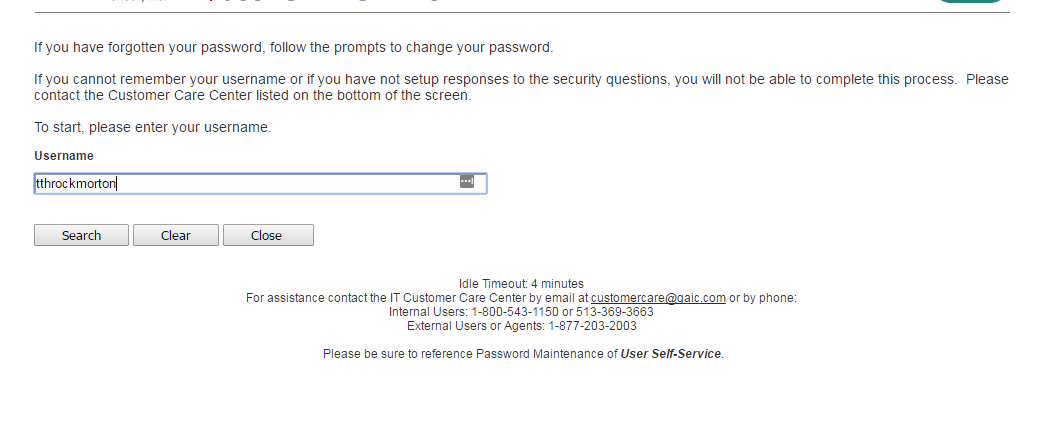 If you have forgotten your password, follow the prompts to change your password.
If you cannot remember your username or if you have not setup responses to the security questions, you will not be able to complete this process.  Please
contact the Customer Care Center listed on the bottom of the screen.
To start, please enter your username.
Username
tthrockmorton
Search Clear Close
Idle Timeout: 4 minutes
For assistance contact the IT Customer Care Center by email at customercare@gaic.com or by phone:
Internal Users: 1-800-543-1150 or 513-369-3663
External Users or Agents: 1-877-203-2003
Please be sure to reference Password Maintenance of User Self-Service.